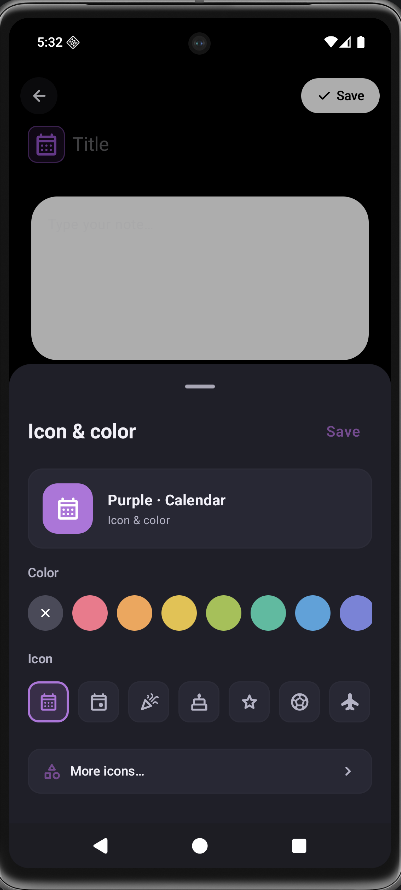 5:32
Save
Title
Icon & color
Save
Purple · Calendar
Icon & color
Color
Icon
More icons...